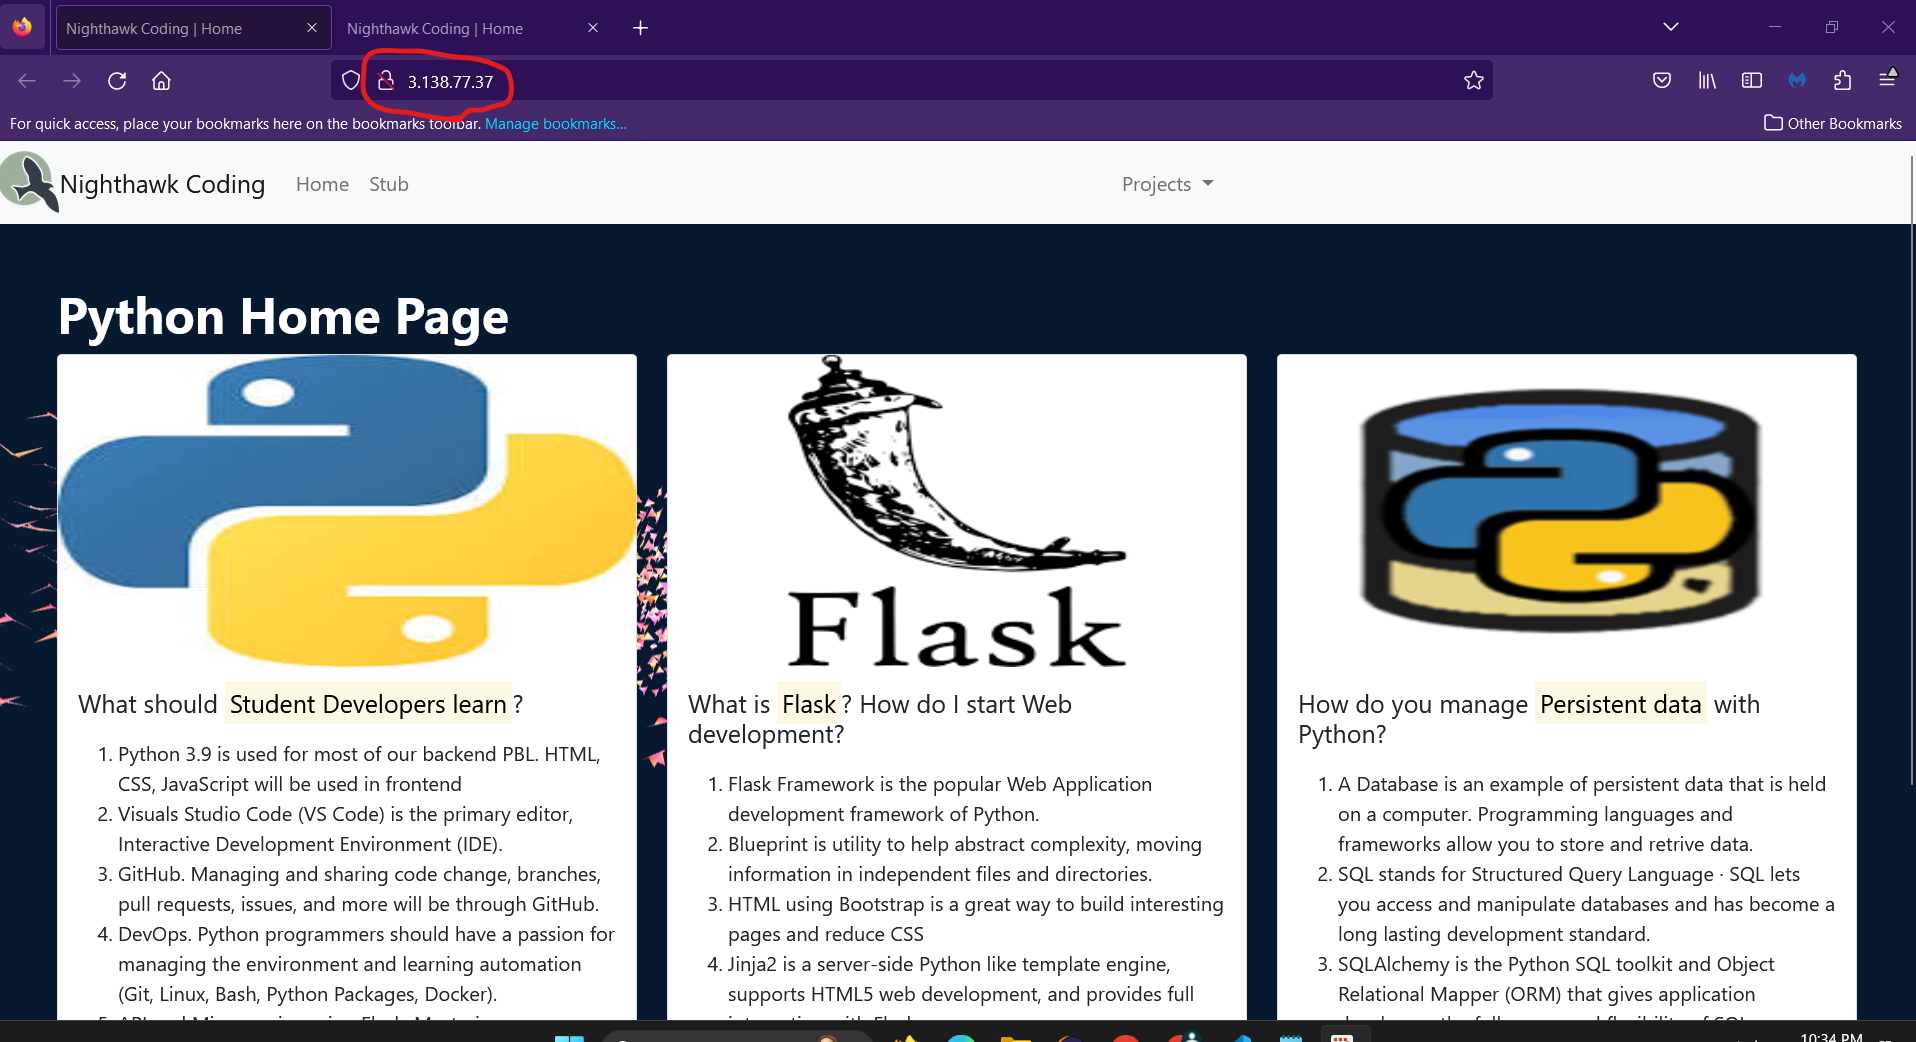 Nighthawk Coding | Home
Nighthawk Coding | Home
3.138.77.37
For quick access, place your bookmarks here on the bookmarks toolbar. Manage bookmarks...
Other Bookmarks
Nighthawk Coding
Home
Stub
Projects
Python Home Page
Flask
What should Student Developers learn?
1. Python 3.9 is used for most of our backend PBL. HTML,
CSS, JavaScript will be used in frontend
2. Visuals Studio Code (VS Code) is the primary editor,
Interactive Development Environment (IDE).
3. GitHub. Managing and sharing code change, branches,
pull requests, issues, and more will be through GitHub.
4. DevOps. Python programmers should have a passion for
managing the environment and learning automation
(Git, Linux, Bash, Python Packages, Docker).
What is Flask? How do I start Web
development?
1. Flask Framework is the popular Web Application
development framework of Python.
2. Blueprint is utility to help abstract complexity, moving
information in independent files and directories.
3. HTML using Bootstrap is a great way to build interesting
pages and reduce CSS
4. Jinja2 is a server-side Python like template engine,
supports HTML5 web development, and provides full
How do you manage Persistent data with
Python?
1. A Database is an example of persistent data that is held
on a computer. Programming languages and
frameworks allow you to store and retrive data.
2. SQL stands for Structured Query Language · SQL lets
you access and manipulate databases and has become a
long lasting development standard.
3. SQLAlchemy is the Python SQL toolkit and Object
Relational Mapper (ORM) that gives application
10:34 PM